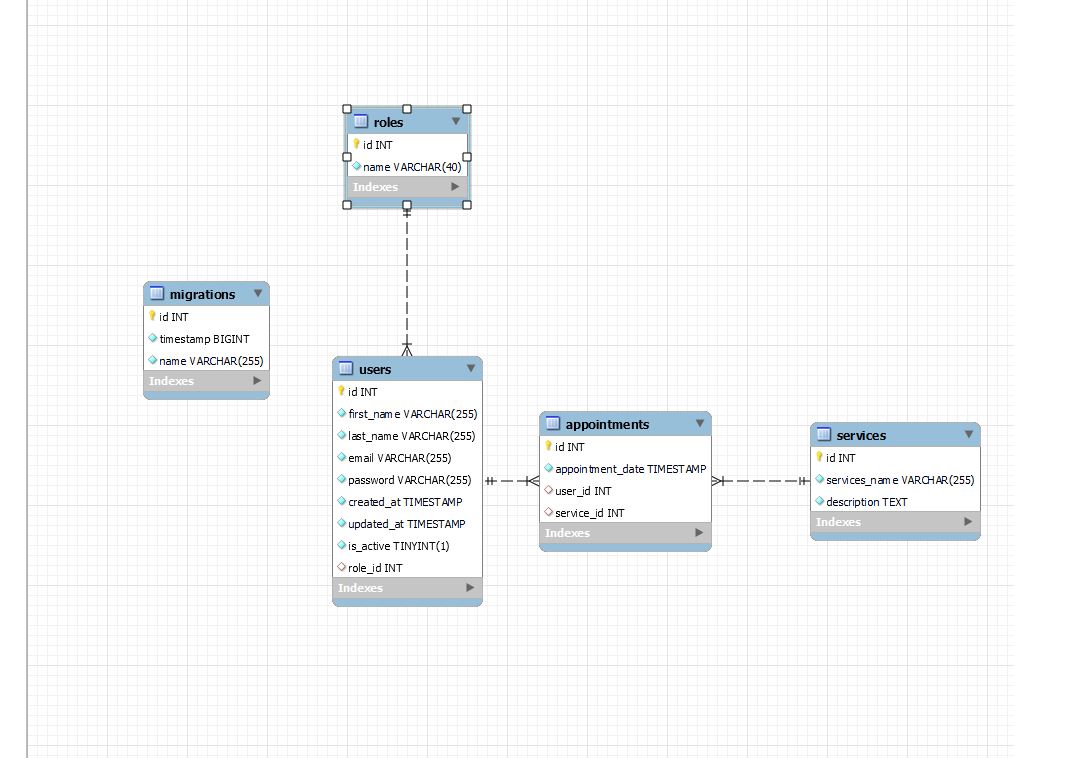 roles
id INT
name VARCHAR(40)
Indexes
migrations
id INT
timestamp BIGINT
name VARCHAR(255)
Indexes
users
id INT
first_name VARCHAR(255)
last_name VARCHAR(255)
email VARCHAR(255)
password VARCHAR(255)
created_at TIMESTAMP
updated_at TIMESTAMP
is_active TINYINT(1)
role_id INT
Indexes
appointments
id INT
appointment_date TIMESTAMP
user_id INT
service_id INT
Indexes
services
id INT
services_name VARCHAR(255)
description TEXT
Indexes